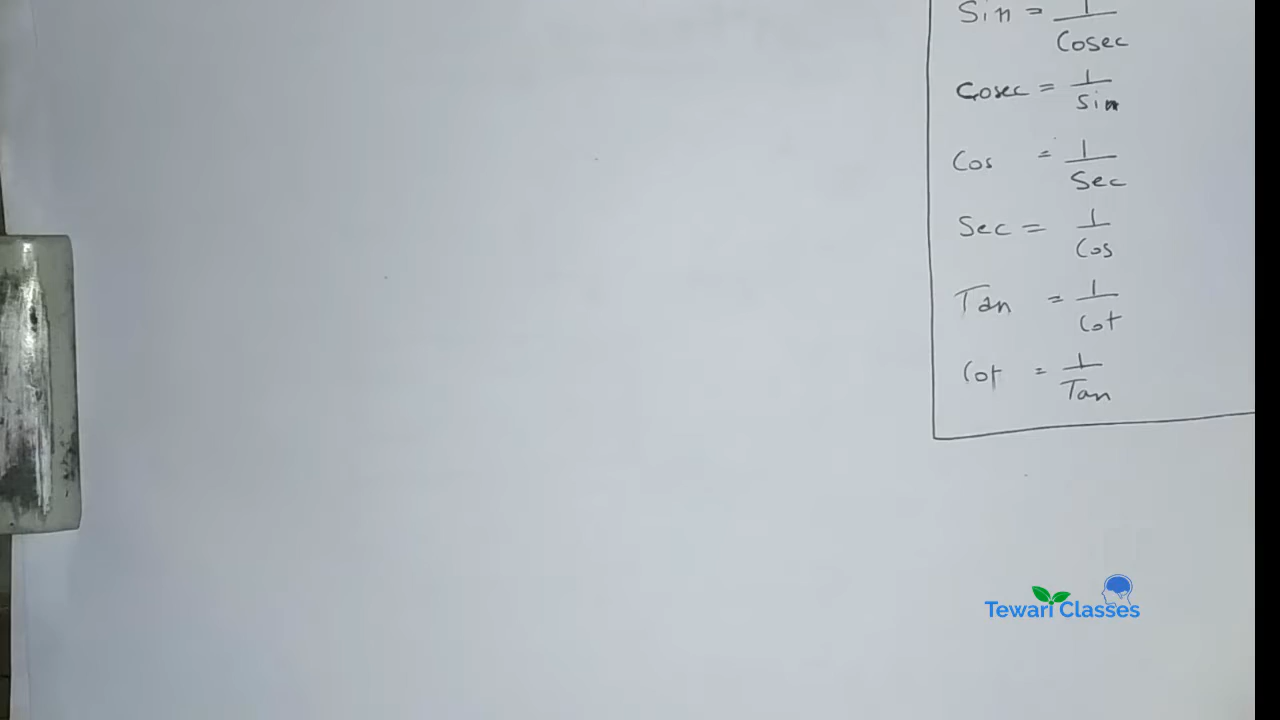 Sin = 1/Cosec
Cosec = 1/Sin
Cos = 1/Sec
Sec = 1/Cos
Tan = 1/Cot
Cot = 1/Tan
Tewari Classes